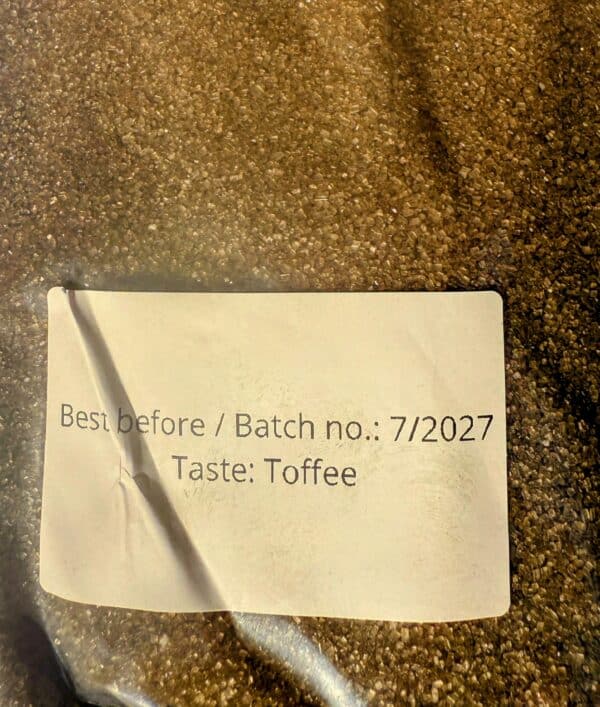 Best before / Batch no.: 7/2027
Taste: Toffee